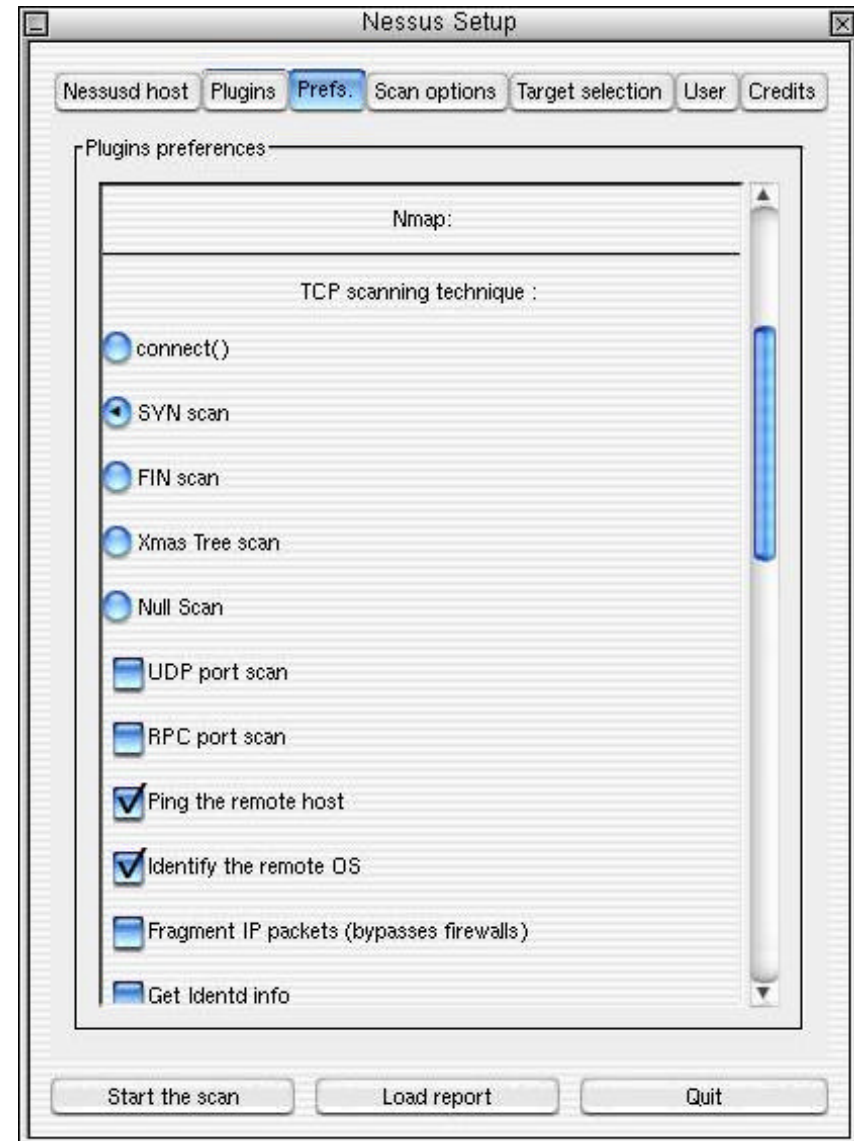 Nessus Setup
Nessusd host Plugins Prefs. Scan options Target selection User Credits
Plugins preferences
Nmap:
TCP scanning technique :
connect()
SYN scan
FIN scan
Xmas Tree scan
Null Scan
UDP port scan
RPC port scan
Ping the remote host
Identify the remote OS
Fragment IP packets (bypasses firewalls)
Get Identd info
Start the scan Load report Quit